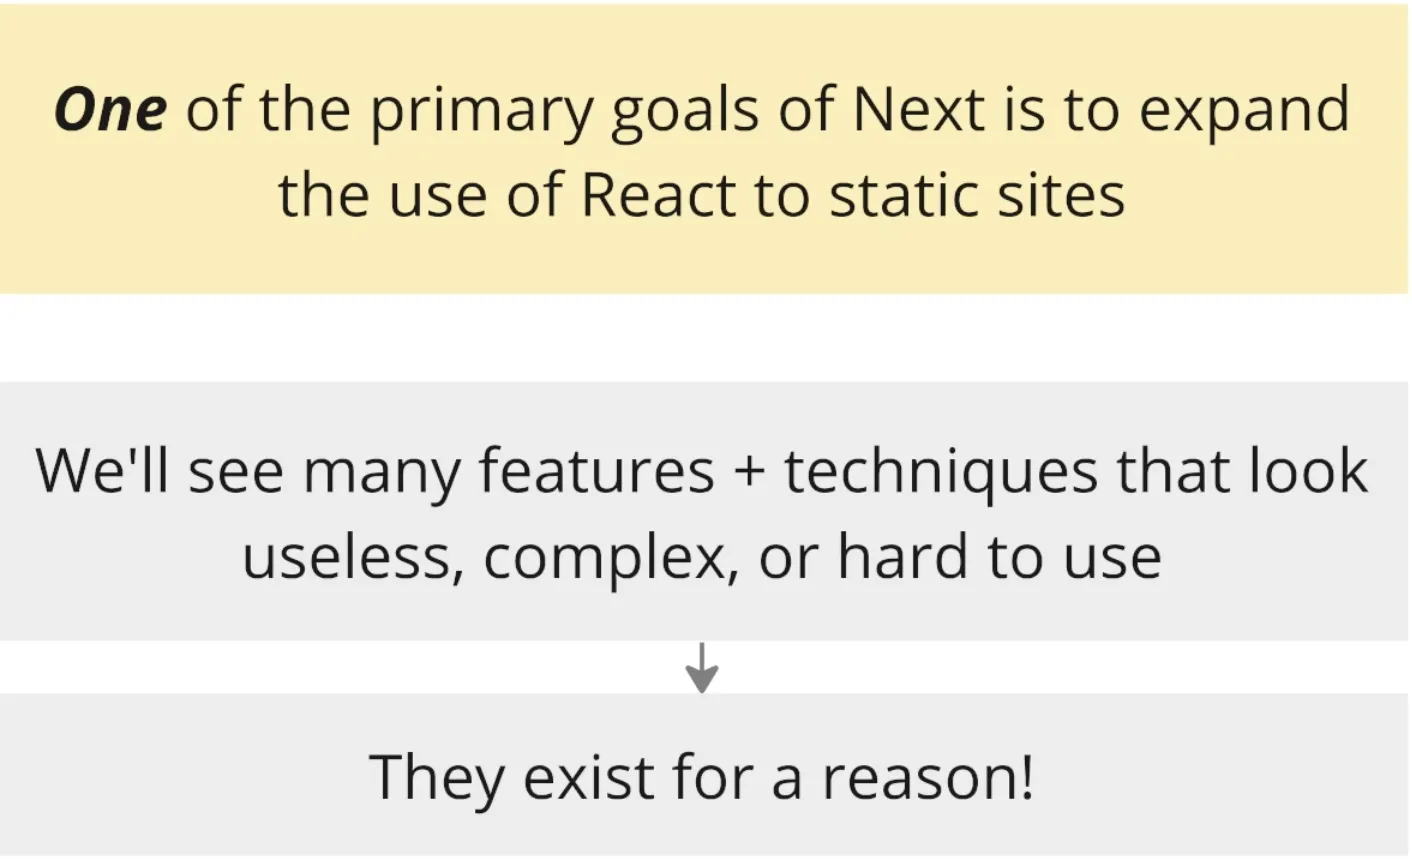 One of the primary goals of Next is to expand
the use of React to static sites
We'll see many features + techniques that look
useless, complex, or hard to use
They exist for a reason!